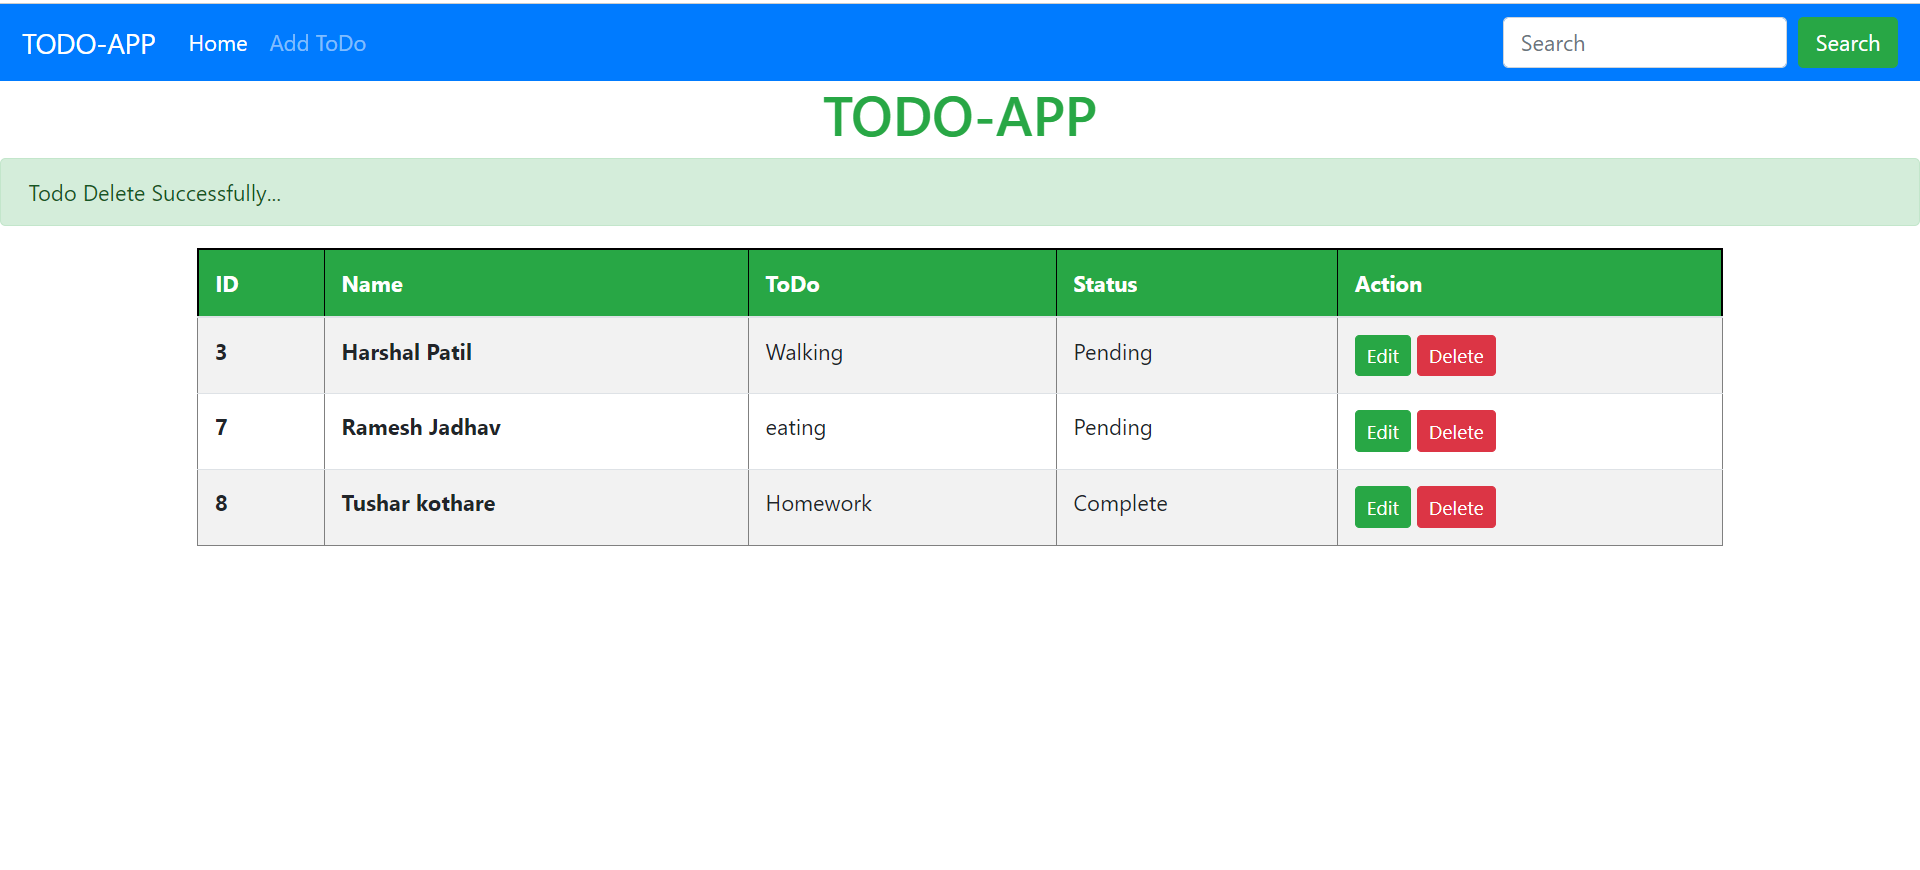 TODO-APP Home Add ToDo Search Search
TODO-APP
Todo Delete Successfully...
ID Name ToDo Status Action
3 Harshal Patil Walking Pending Edit Delete
7 Ramesh Jadhav eating Pending Edit Delete
8 Tushar kothare Homework Complete Edit Delete